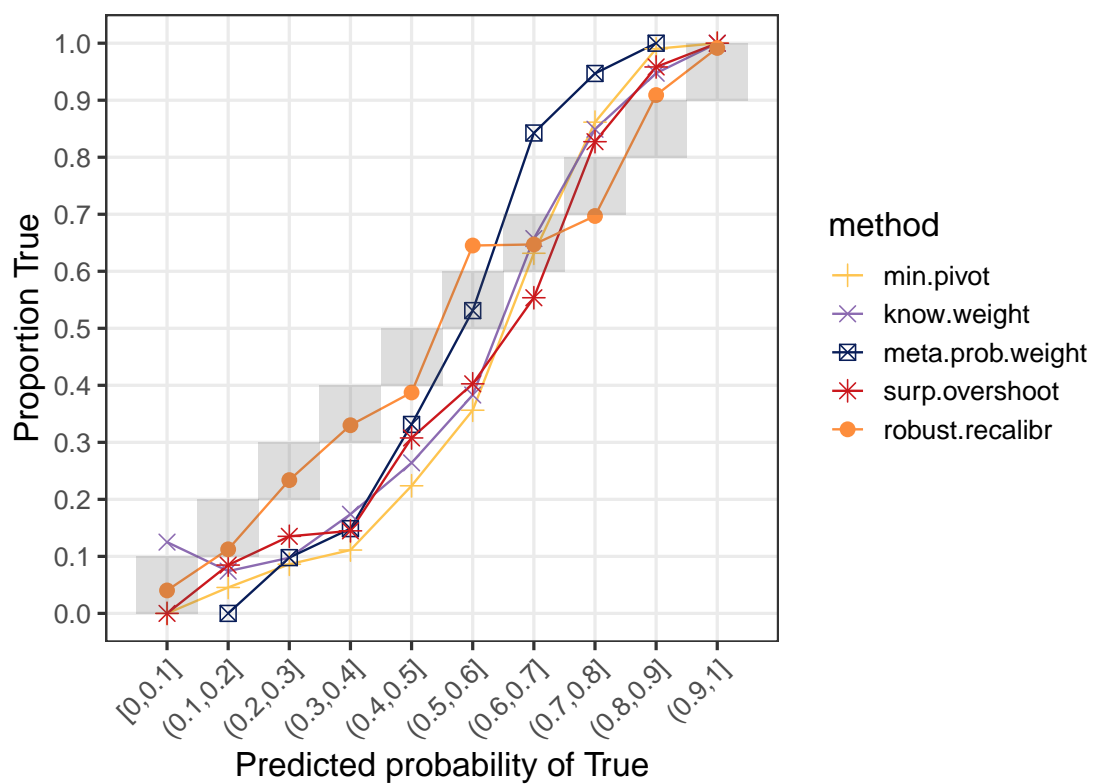 1.0
0.9
0.8
0.7
0.6
0.5
0.4
0.3
0.2
0.1
0.0
Proportion True
[0,0.1]
(0.1,0.2]
(0.2,0.3]
(0.3,0.4]
(0.4,0.5]
(0.5,0.6]
(0.6,0.7]
(0.7,0.8]
(0.8,0.9]
(0.9,1]
Predicted probability of True
method
min.pivot
know.weight
meta.prob.weight
surp.overshoot
robust.recalibr